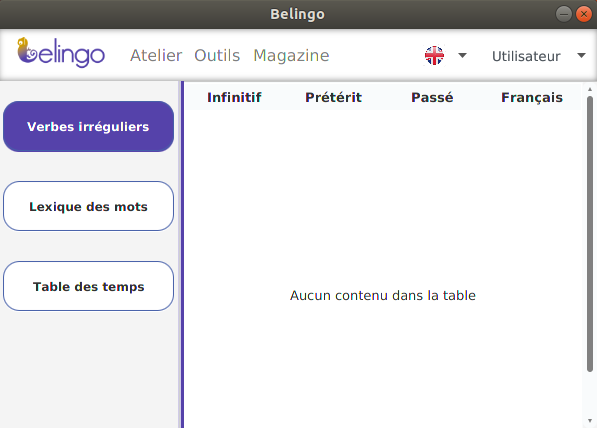 Belingo
Belingo Atelier Outils Magazine Utilisateur
Infinitif Prétérit Passé Français
Verbes irréguliers
Lexique des mots
Table des temps
Aucun contenu dans la table